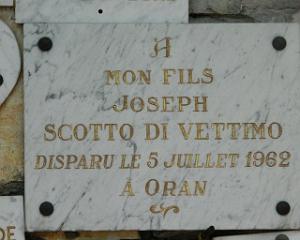 A
MON FILS
JOSEPH
SCOTTO DI VETTIMO
DISPARU LE 5 JUILLET 1962
A ORAN